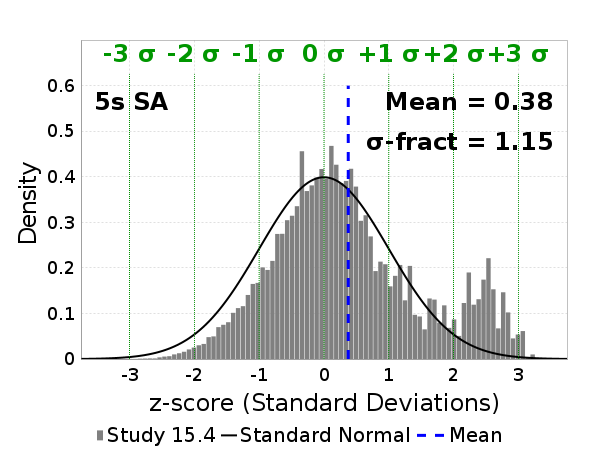 -3 σ -2 σ -1 σ 0 σ +1 σ +2 σ +3 σ
5s SA
Mean = 0.38
σ-fract = 1.15
Density
0.6
0.5
0.4
0.3
0.2
0.1
0
-3 -2 -1 0 1 2 3
z-score (Standard Deviations)
Study 15.4 Standard Normal Mean